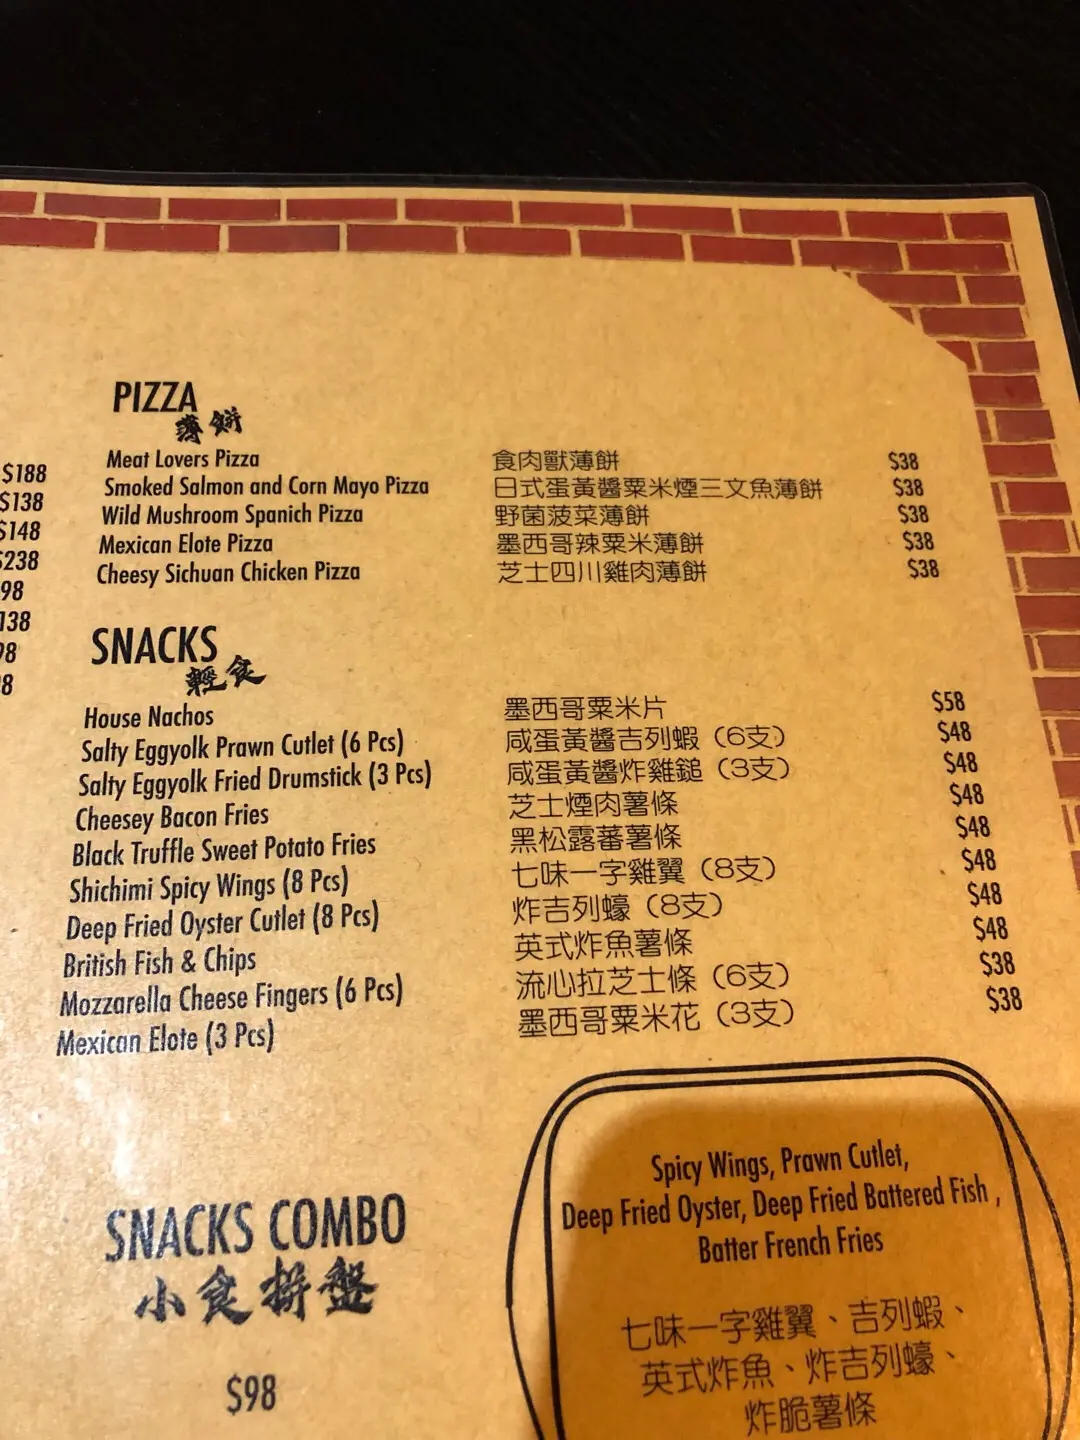 $188
$138
$148
$238
98
138
98
8
PIZZA
薄餅
Meat Lovers Pizza 食肉獸薄餅 $38
Smoked Salmon and Corn Mayo Pizza 日式蛋黃醬粟米煙三文魚薄餅 $38
Wild Mushroom Spanich Pizza 野菌菠菜薄餅 $38
Mexican Elote Pizza 墨西哥辣粟米薄餅 $38
Cheesy Sichuan Chicken Pizza 芝士四川雞肉薄餅 $38
SNACKS
輕食
House Nachos 墨西哥粟米片 $58
Salty Eggyolk Prawn Cutlet (6 Pcs) 咸蛋黃醬吉列蝦（6支） $48
Salty Eggyolk Fried Drumstick (3 Pcs) 咸蛋黃醬炸雞鎚（3支） $48
Cheesey Bacon Fries 芝士煙肉薯條 $48
Black Truffle Sweet Potato Fries 黑松露蕃薯條 $48
Shichimi Spicy Wings (8 Pcs) 七味一字雞翼（8支） $48
Deep Fried Oyster Cutlet (8 Pcs) 炸吉列蠔（8支） $48
British Fish & Chips 英式炸魚薯條 $48
Mozzarella Cheese Fingers (6 Pcs) 流心拉芝士條（6支） $38
Mexican Elote (3 Pcs) 墨西哥粟米花（3支） $38
SNACKS COMBO
小食拼盤
$98
Spicy Wings, Prawn Cutlet,
Deep Fried Oyster, Deep Fried Battered Fish ,
Batter French Fries
七味一字雞翼、吉列蝦、
英式炸魚、炸吉列蠔、
炸脆薯條